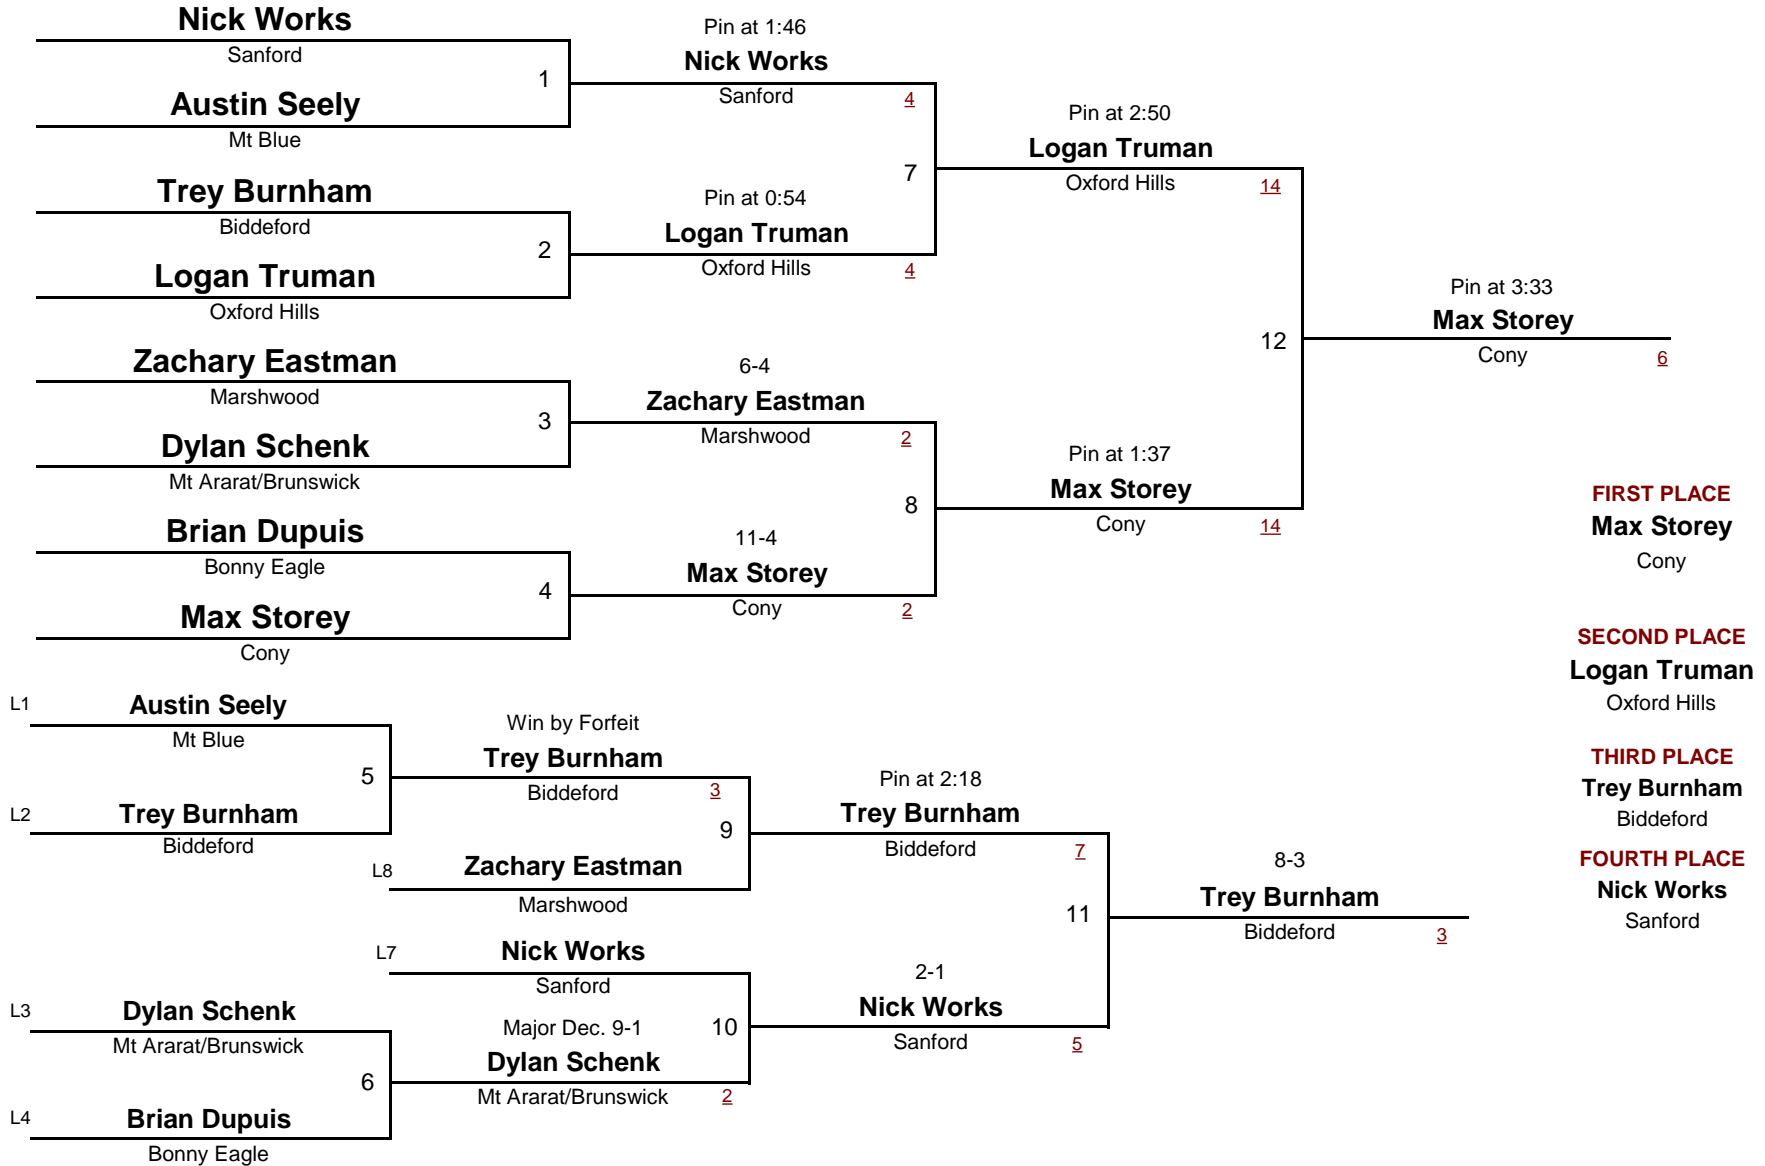 Nick Works
Sanford
1
Austin Seely
Mt Blue
Trey Burnham
Biddeford
2
Logan Truman
Oxford Hills
Zachary Eastman
Marshwood
3
Dylan Schenk
Mt Ararat/Brunswick
Brian Dupuis
Bonny Eagle
4
Max Storey
Cony
Pin at 1:46
Nick Works
Sanford
4
7
Pin at 0:54
Logan Truman
Oxford Hills
4
6-4
Zachary Eastman
Marshwood
2
8
11-4
Max Storey
Cony
2
Pin at 2:50
Logan Truman
Oxford Hills
14
12
Pin at 1:37
Max Storey
Cony
14
Pin at 3:33
Max Storey
Cony
6
L1
Austin Seely
Mt Blue
5
L2
Trey Burnham
Biddeford
L3
Dylan Schenk
Mt Ararat/Brunswick
6
L4
Brian Dupuis
Bonny Eagle
Win by Forfeit
Trey Burnham
Biddeford
3
9
L8
Zachary Eastman
Marshwood
L7
Nick Works
Sanford
Major Dec. 9-1
10
Dylan Schenk
Mt Ararat/Brunswick
2
Pin at 2:18
Trey Burnham
Biddeford
7
11
2-1
Nick Works
Sanford
5
8-3
Trey Burnham
Biddeford
3
FIRST PLACE
Max Storey
Cony
SECOND PLACE
Logan Truman
Oxford Hills
THIRD PLACE
Trey Burnham
Biddeford
FOURTH PLACE
Nick Works
Sanford